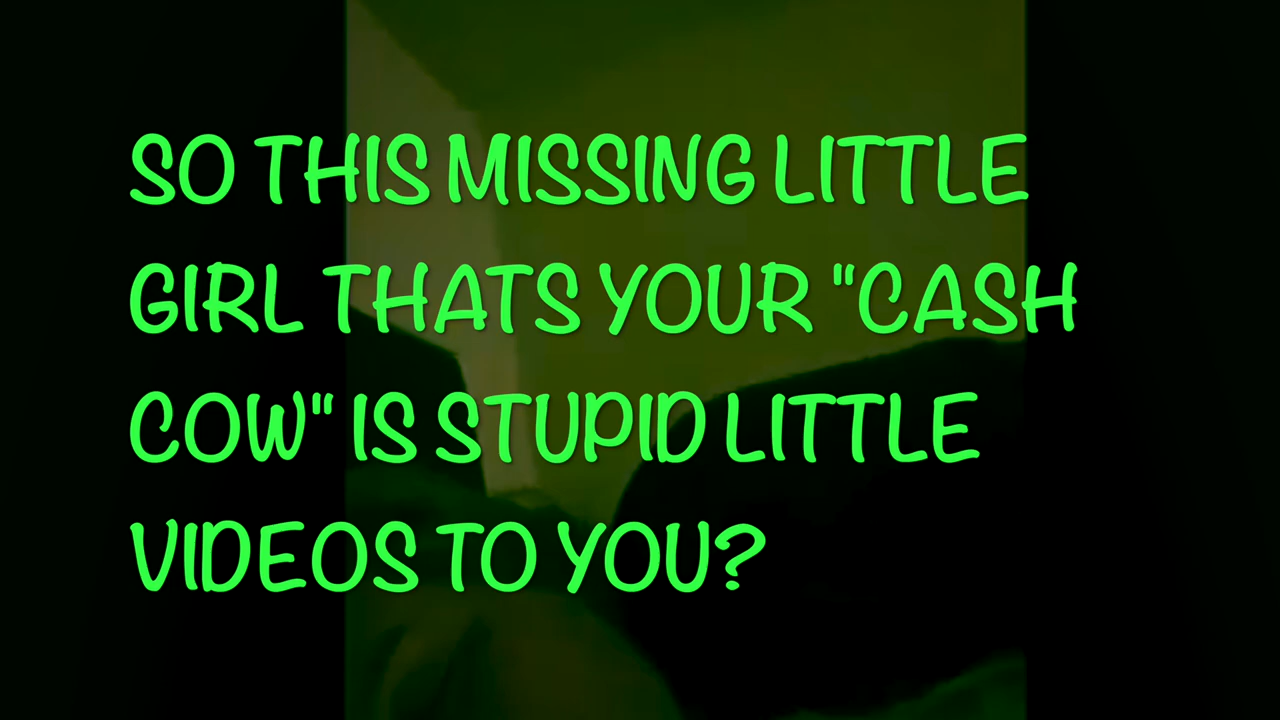 SO THIS MISSING LITTLE
GIRL THATS YOUR "CASH
COW" IS STUPID LITTLE
VIDEOS TO YOU?